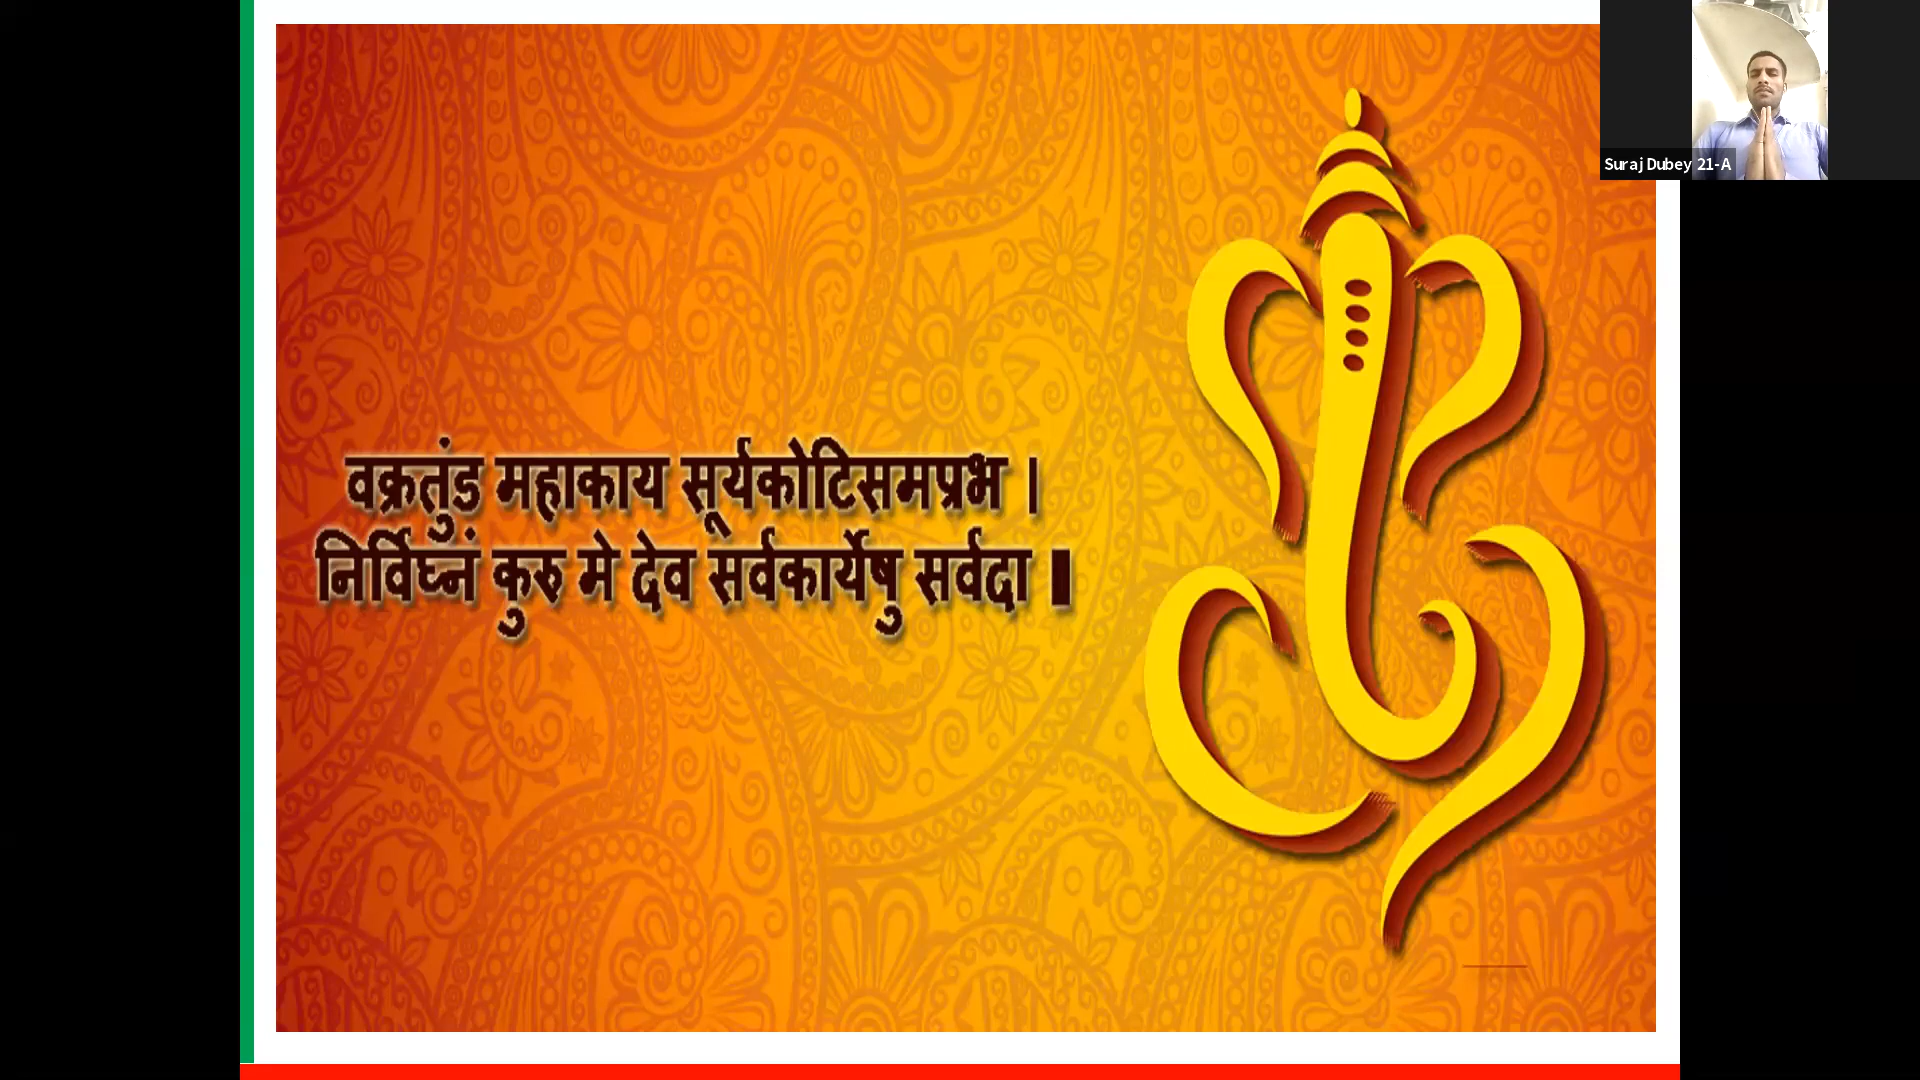 वक्रतुंड महाकाय सूर्यकोटिसमप्रभ ।
निर्विघ्नं कुरु मे देव सर्वकार्येषु सर्वदा ॥
Suraj Dubey 21-A